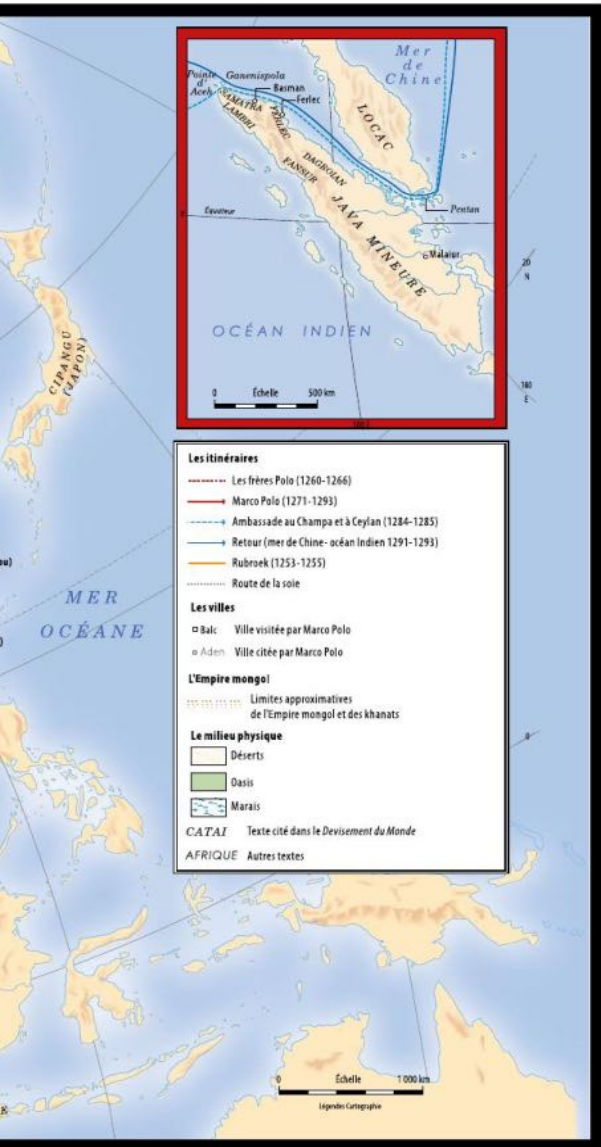 Mer
de
Chine
Pointe
d'
Aceh
Ganenispola
Basman
Ferlec
SAMATRA
LAMBRI
FERLEC
LOCAC
DAGROIAN
FANSUR
JAVA MINEURE
Pentan
Équateur
Malaiur
OCÉAN INDIEN
0 Échelle 500 km
20
N
180
E
CIPANGU
(JAPON)
Les itinéraires
Les frères Polo (1260-1266)
Marco Polo (1271-1293)
Ambassade au Champa et à Ceylan (1284-1285)
Retour (mer de Chine- océan Indien 1291-1293)
Rubroek (1253-1255)
Route de la soie
Les villes
Balc Ville visitée par Marco Polo
Aden Ville citée par Marco Polo
L'Empire mongol
Limites approximatives
de l'Empire mongol et des khanats
Le milieu physique
Déserts
Oasis
Marais
CATAI Texte cité dans le Devisement du Monde
AFRIQUE Autres textes
MER
OCÉANE
0
0 Échelle 1 000 km
Légendes Cartographie